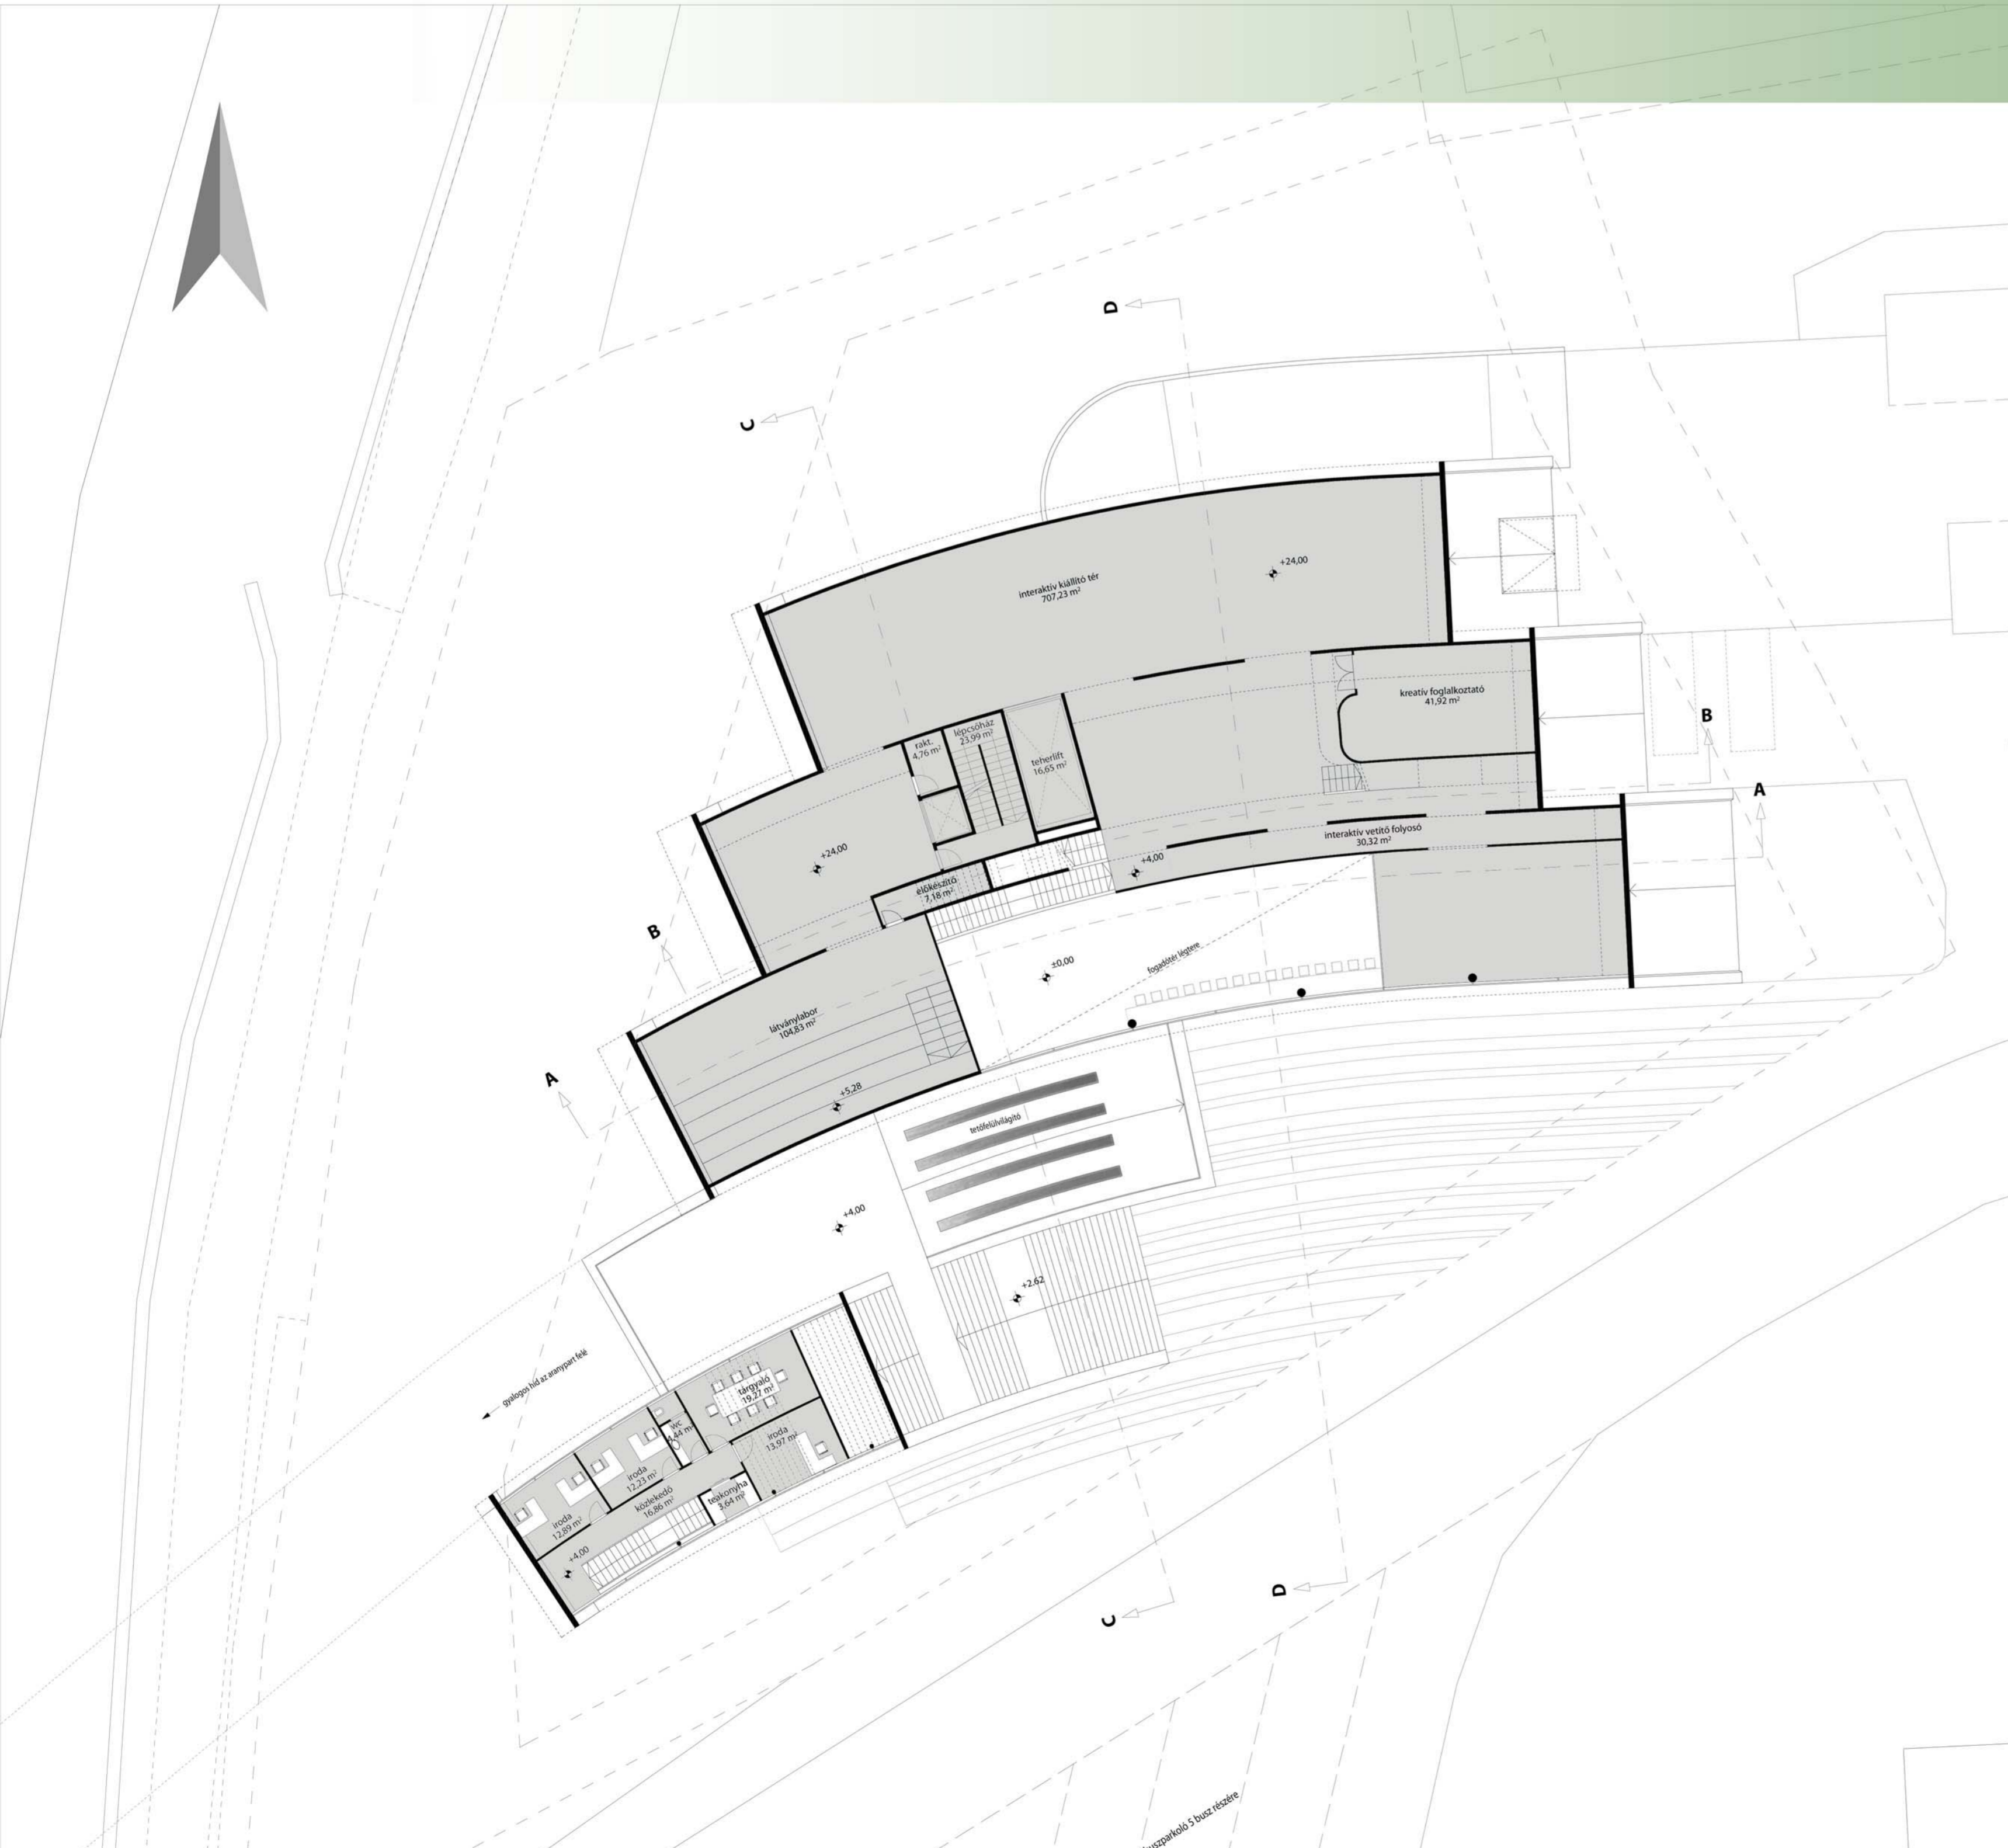 D
C
+24,00
interaktív kiállító tér
707,23 m²
kreatív foglalkoztató
41,92 m²
B
rakt.
4,76 m²
lépcsőház
23,99 m²
teherlift
16,65 m²
A
interaktív vetítő folyosó
30,32 m²
+24,00
+4,00
előkészítő
7,18 m²
B
±0,00
fogadótér légtere
látványlabor
104,83 m²
A
+5,28
tetőfelülvilágító
+4,00
+2.62
gyalogos híd az aranypart felé
tárgyaló
19,27 m²
wc
4,44 m²
iroda
13,97 m²
iroda
12,23 m²
közlekedő
16,86 m²
teakonyha
3,64 m²
iroda
12,89 m²
+4,00
D
C
uszparkoló 5 busz részére